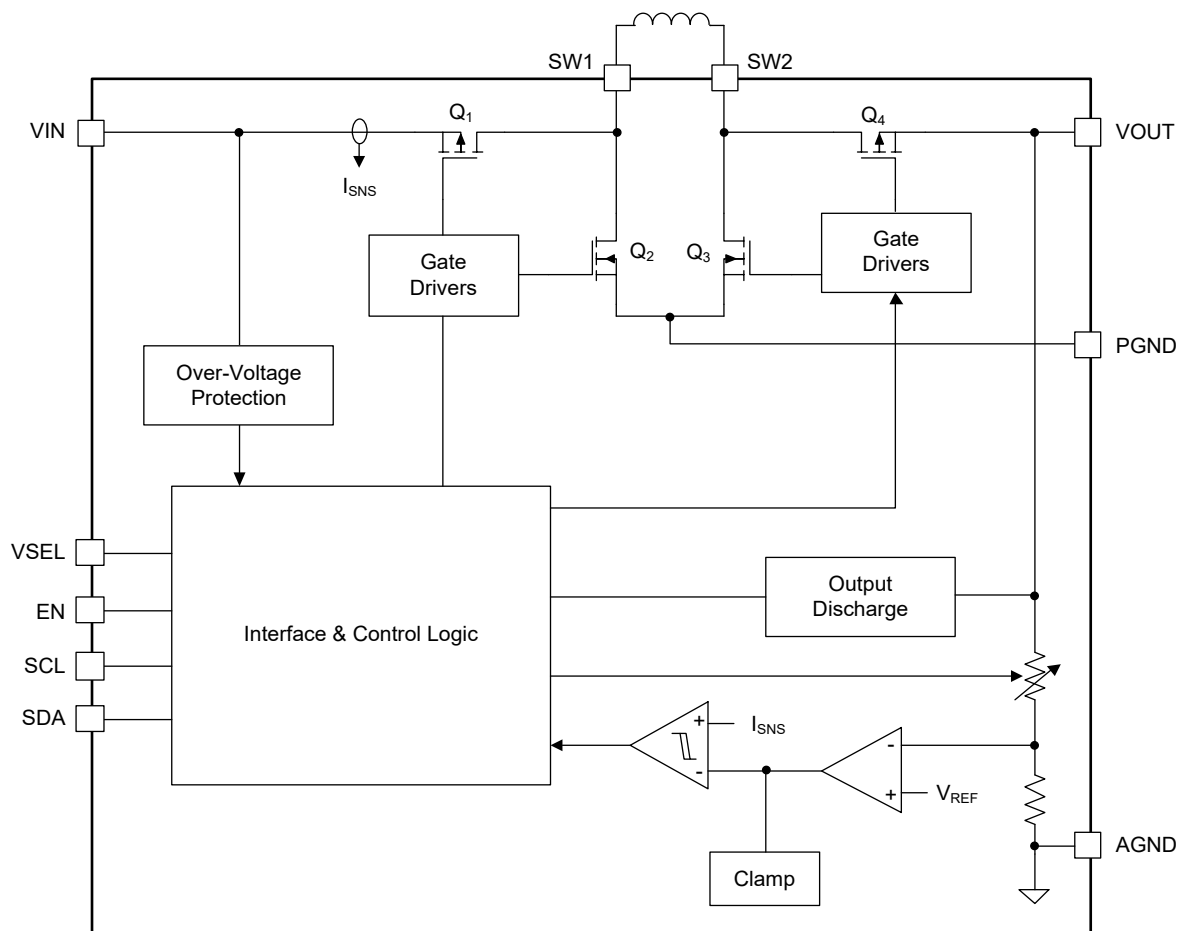 SW1
SW2
VIN
Q1
Q4
VOUT
ISNS
Gate
Drivers
Q2
Q3
Gate
Drivers
PGND
Over-Voltage
Protection
VSEL
EN
SCL
SDA
Interface & Control Logic
Output
Discharge
+
ISNS
-
-
+
VREF
AGND
Clamp